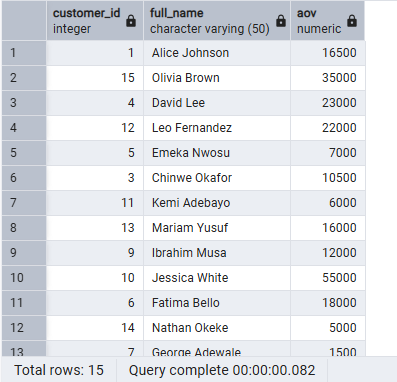 customer_id full_name aov
integer character varying (50) numeric
1 1 Alice Johnson 16500
2 15 Olivia Brown 35000
3 4 David Lee 23000
4 12 Leo Fernandez 22000
5 5 Emeka Nwosu 7000
6 3 Chinwe Okafor 10500
7 11 Kemi Adebayo 6000
8 13 Mariam Yusuf 16000
9 9 Ibrahim Musa 12000
10 10 Jessica White 55000
11 6 Fatima Bello 18000
12 14 Nathan Okeke 5000
13 7 George Adewale 1500
Total rows: 15 Query complete 00:00:00.082